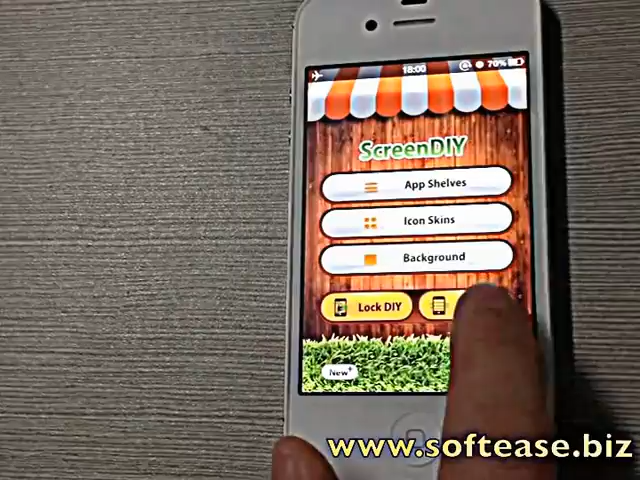 18:00
70%
ScreenDIY
App Shelves
Icon Skins
Background
Lock DIY
New+
www.softease.biz